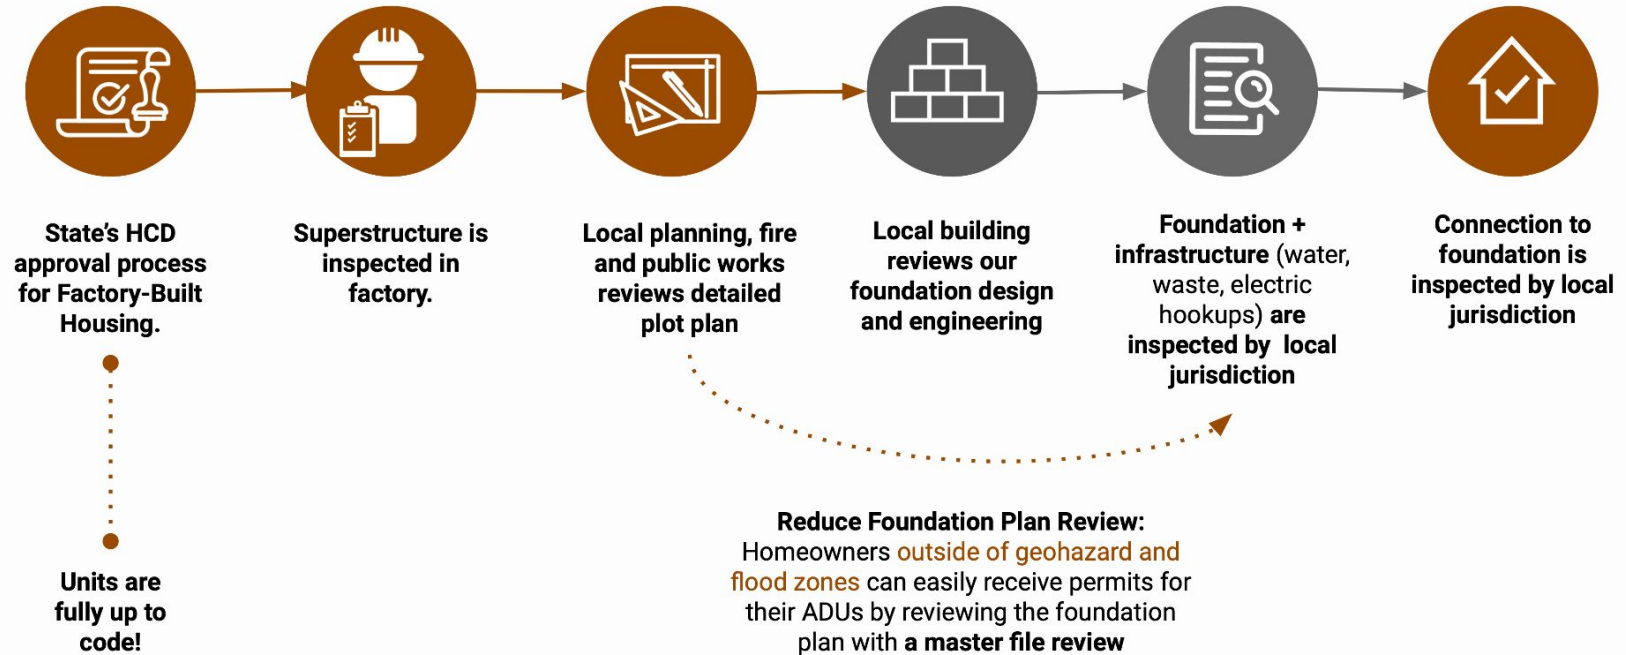 State’s HCD
approval process
for Factory-Built
Housing.
Superstructure is
inspected in
factory.
Local planning, fire
and public works
reviews detailed
plot plan
Local building
reviews our
foundation design
and engineering
Foundation +
infrastructure (water,
waste, electric
hookups) are
inspected by local
jurisdiction
Connection to
foundation is
inspected by local
jurisdiction
Units are
fully up to
code!
Reduce Foundation Plan Review:
Homeowners outside of geohazard and
flood zones can easily receive permits for
their ADUs by reviewing the foundation
plan with a master file review